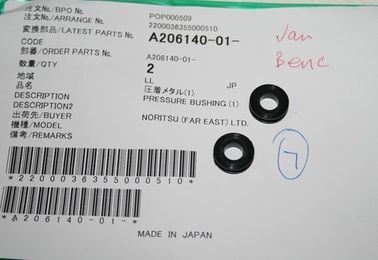 注文No./BPO No. POP000509
注文No./ARRANGE No. 2200036355000510
変換部品/LATEST PARTS No. A206140-01-
CODE
部番/ORDER PARTS No. A206140-01-
数量/QTY) 2
地域 LL JP
品名 圧着メタル(1)
DESCRIPTION PRESSURE BUSHING (1)
DESCRIPTION2
出荷先/BUYER NORITSU (FAR EAST) LTD.
機種/MODEL
備考/REMARKS
*2200036355000510*
*A206140-01-*
MADE IN JAPAN
Jan
Benc